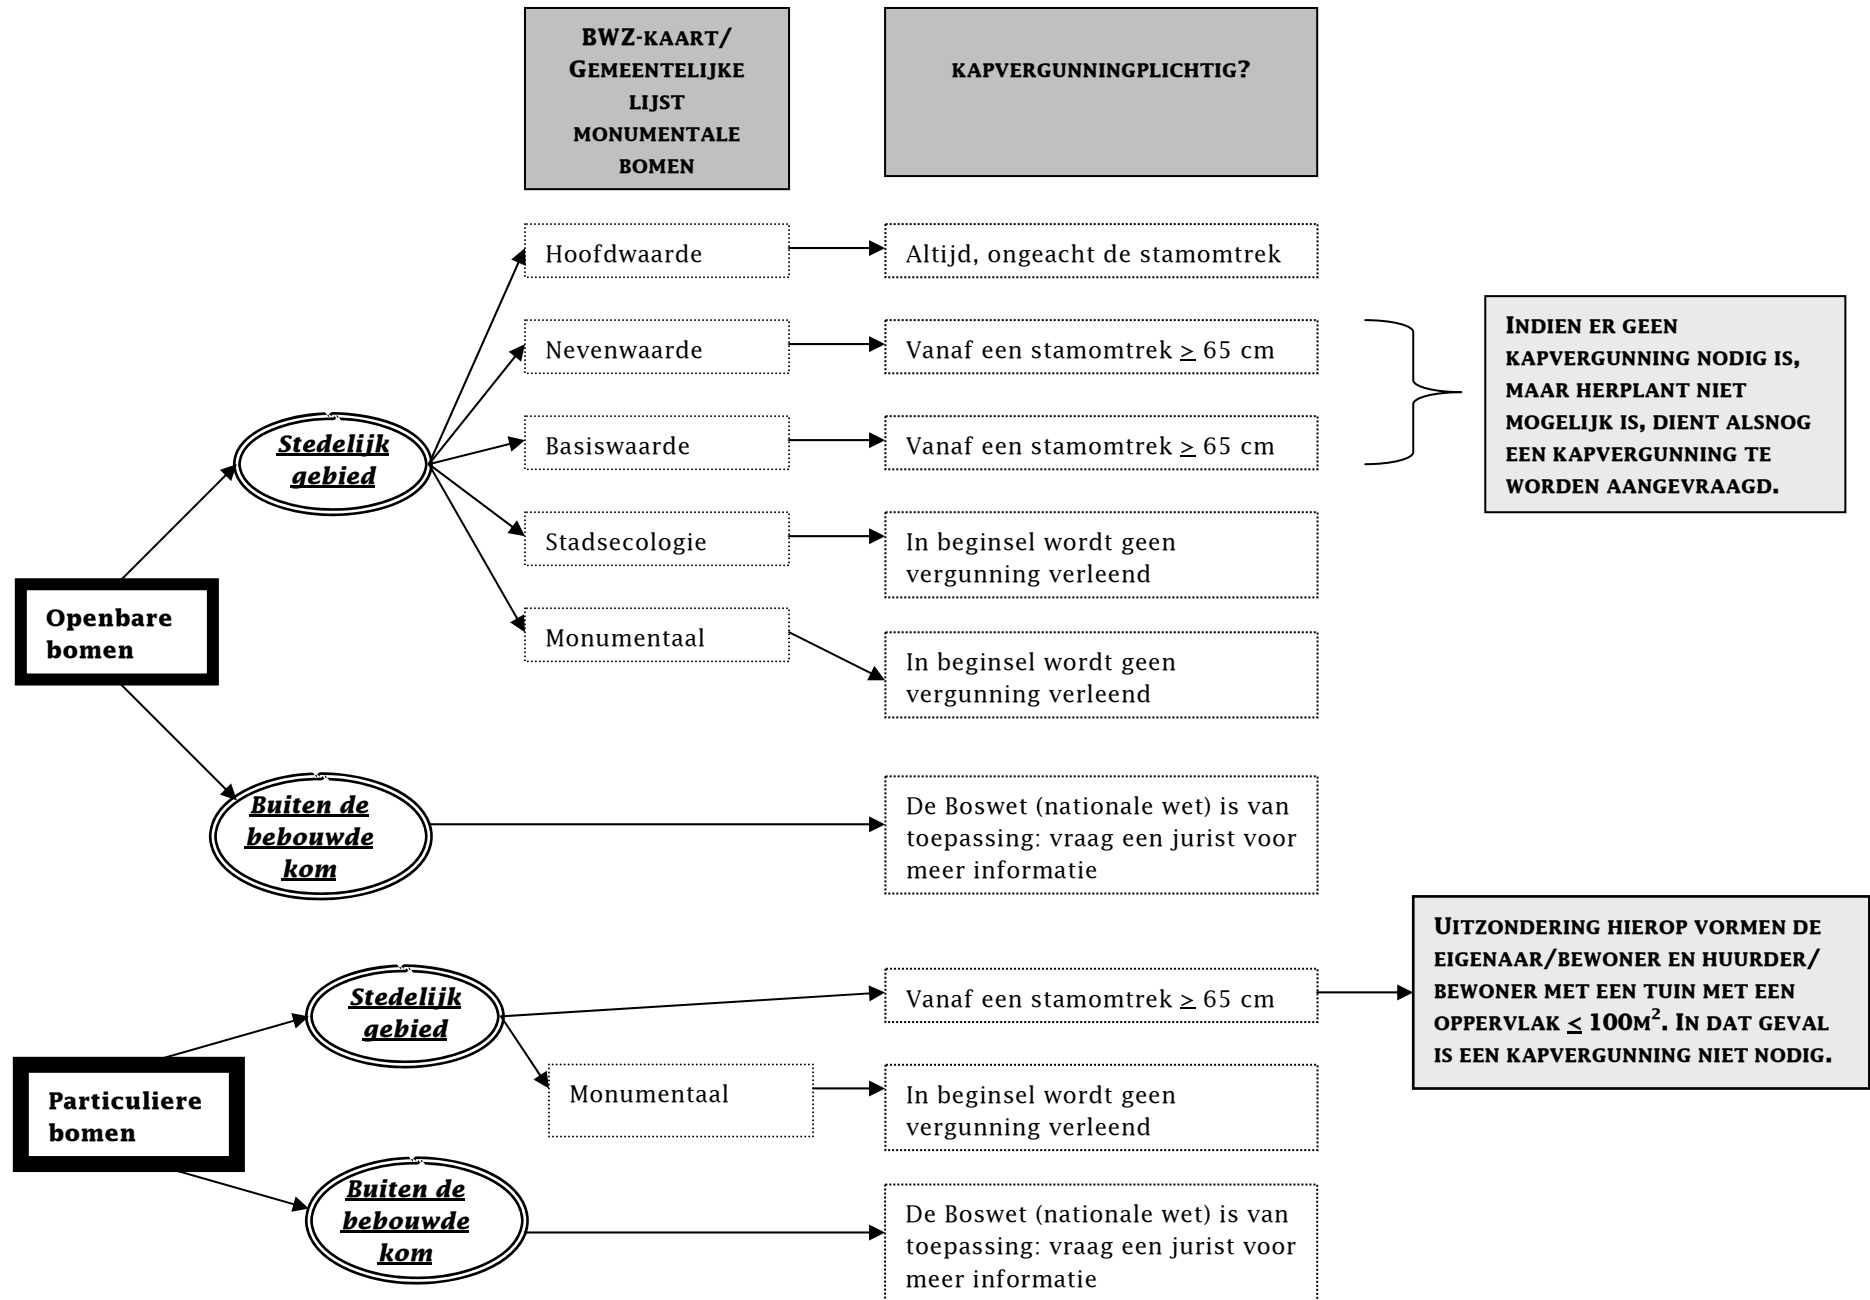 BWZ-KAART/
GEMEENTELIJKE
LIJST
MONUMENTALE
BOMEN
KAPVERGUNNINGPLICHTIG?
Hoofdwaarde
Altijd, ongeacht de stamomtrek
Nevenwaarde
Vanaf een stamomtrek ≥ 65 cm
Basiswaarde
Vanaf een stamomtrek ≥ 65 cm
INDIEN ER GEEN
KAPVERGUNNING NODIG IS,
MAAR HERPLANT NIET
MOGELIJK IS, DIENT ALSNOG
EEN KAPVERGUNNING TE
WORDEN AANGEVRAAGD.
Stedelijk
gebied
Stadsecologie
In beginsel wordt geen
vergunning verleend
Openbare
bomen
Monumentaal
In beginsel wordt geen
vergunning verleend
Buiten de
bebouwde
kom
De Boswet (nationale wet) is van
toepassing: vraag een jurist voor
meer informatie
Stedelijk
gebied
Vanaf een stamomtrek ≥ 65 cm
UITZONDERING HIEROP VORMEN DE
EIGENAAR/BEWONER EN HUURDER/
BEWONER MET EEN TUIN MET EEN
OPPERVLAK ≤ 100M². IN DAT GEVAL
IS EEN KAPVERGUNNING NIET NODIG.
Particuliere
bomen
Monumentaal
In beginsel wordt geen
vergunning verleend
Buiten de
bebouwde
kom
De Boswet (nationale wet) is van
toepassing: vraag een jurist voor
meer informatie